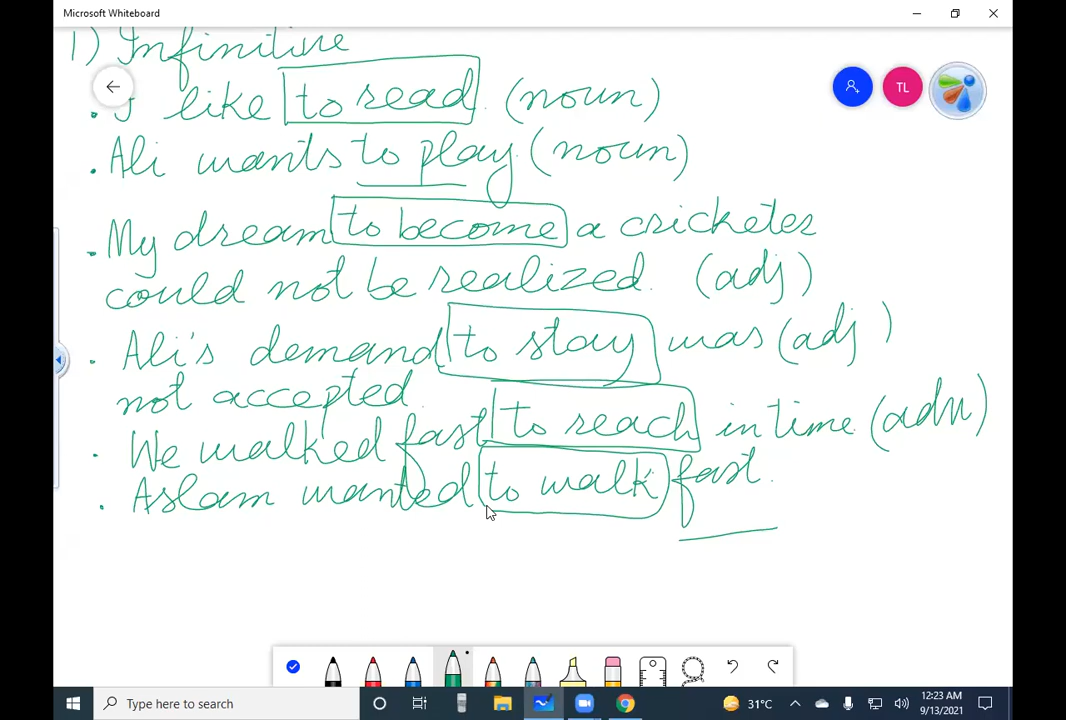 Microsoft Whiteboard
1) Infinitive
. I like to read. (noun)
TL
. Ali wants to play. (noun)
. My dream to become a cricketer
could not be realized. (adj)
. Ali's demand to stay was (adj)
not accepted.
. We walked fast to reach in time. (adv)
. Aslam wanted to walk fast.
Type here to search
31°C
12:23 AM
9/13/2021